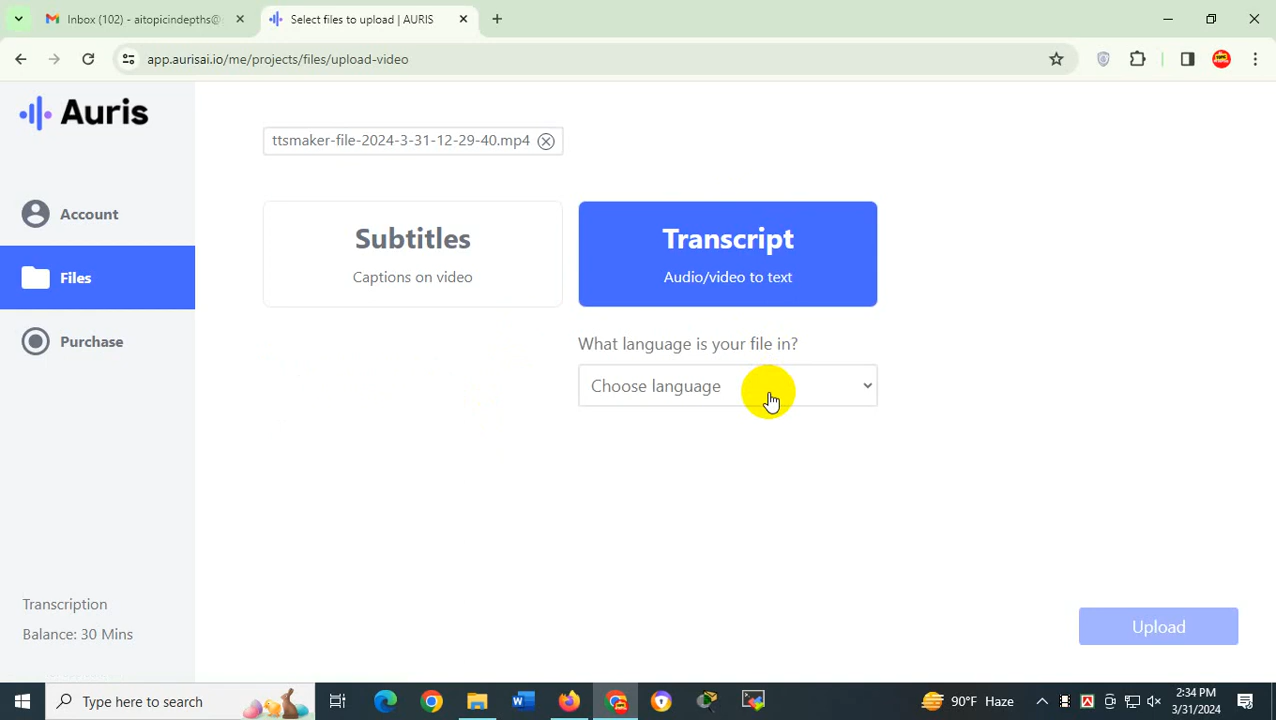 Inbox (102) - aitopicindepths@
Select files to upload | AURIS
app.aurisai.io/me/projects/files/upload-video
Auris
Account
Files
Purchase
Transcription
Balance: 30 Mins
ttsmaker-file-2024-3-31-12-29-40.mp4
Subtitles
Captions on video
Transcript
Audio/video to text
What language is your file in?
Choose language
Upload
Type here to search
90°F Haze
2:34 PM
3/31/2024